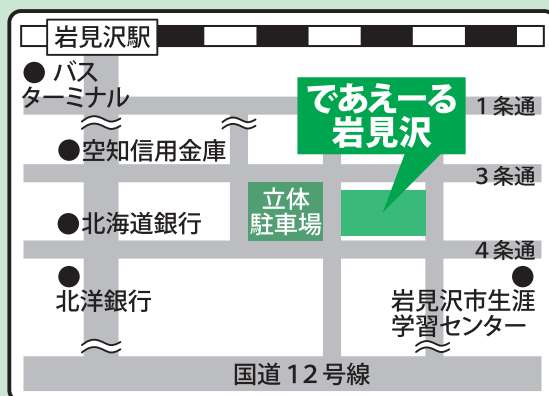 岩見沢駅
バス
ターミナル
であえーる
岩見沢
1条通
空知信用金庫
3条通
立体
駐車場
北海道銀行
4条通
北洋銀行
岩見沢市生涯
学習センター
国道12号線